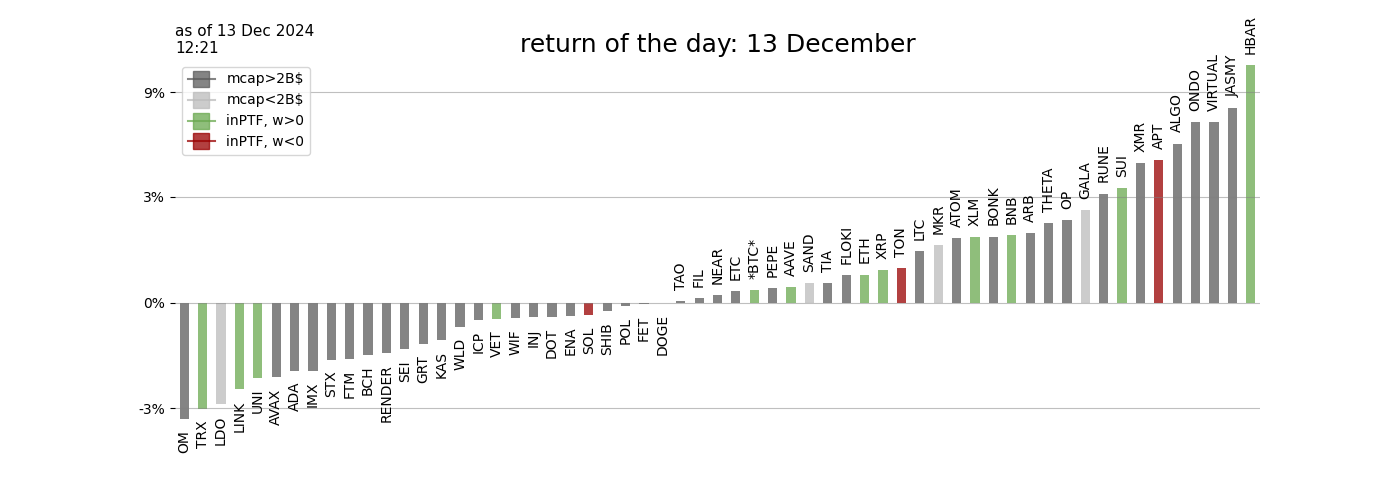 as of 13 Dec 2024
12:21
return of the day: 13 December
mcap>2B$
mcap<2B$
inPTF, w>0
inPTF, w<0
9%
3%
0%
-3%
OM
TRX
LDO
LINK
UNI
AVAX
ADA
IMX
STX
FTM
BCH
RENDER
SEI
GRT
KAS
WLD
ICP
VET
WIF
INJ
DOT
ENA
SOL
SHIB
POL
FET
DOGE
TAO
FIL
NEAR
ETC
*BTC*
PEPE
AAVE
SAND
TIA
FLOKI
ETH
XRP
TON
LTC
MKR
ATOM
XLM
BONK
BNB
ARB
THETA
OP
GALA
RUNE
SUI
XMR
APT
ALGO
ONDO
VIRTUAL
JASMY
HBAR